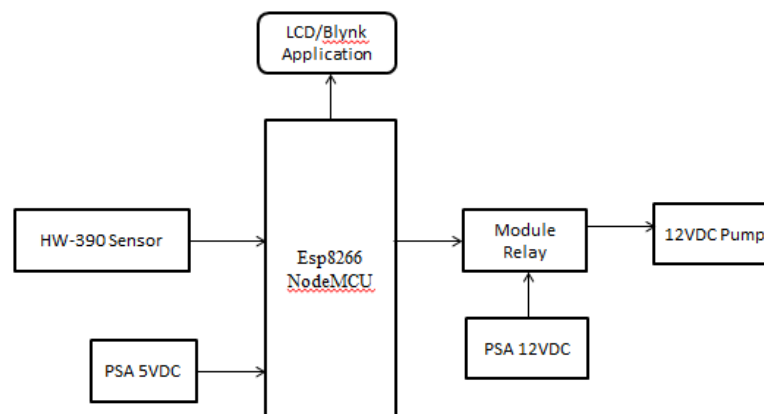 LCD/Blynk
Application
HW-390 Sensor
Esp8266
NodeMCU
Module
Relay
12VDC Pump
PSA 5VDC
PSA 12VDC